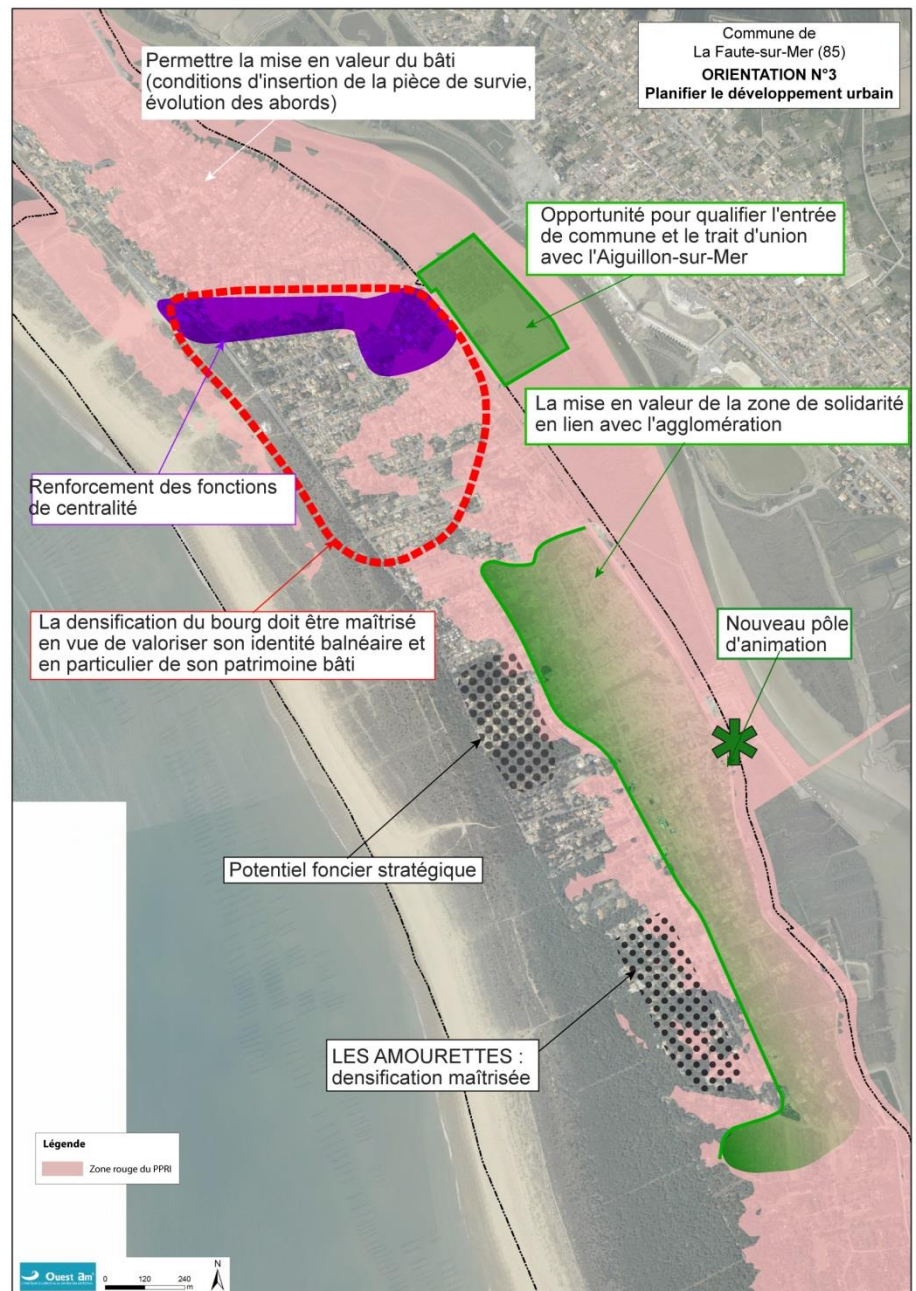 Commune de
La Faute-sur-Mer (85)
ORIENTATION N°3
Planifier le développement urbain
Permettre la mise en valeur du bâti
(conditions d'insertion de la pièce de survie,
évolution des abords)
Opportunité pour qualifier l'entrée
de commune et le trait d'union
avec l'Aiguillon-sur-Mer
La mise en valeur de la zone de solidarité
en lien avec l'agglomération
Renforcement des fonctions
de centralité
La densification du bourg doit être maîtrisé
en vue de valoriser son identité balnéaire et
en particulier de son patrimoine bâti
Nouveau pôle
d'animation
Potentiel foncier stratégique
LES AMOURETTES :
densification maîtrisée
Légende
Zone rouge du PPRI
Ouest am'
0 120 240
m
N